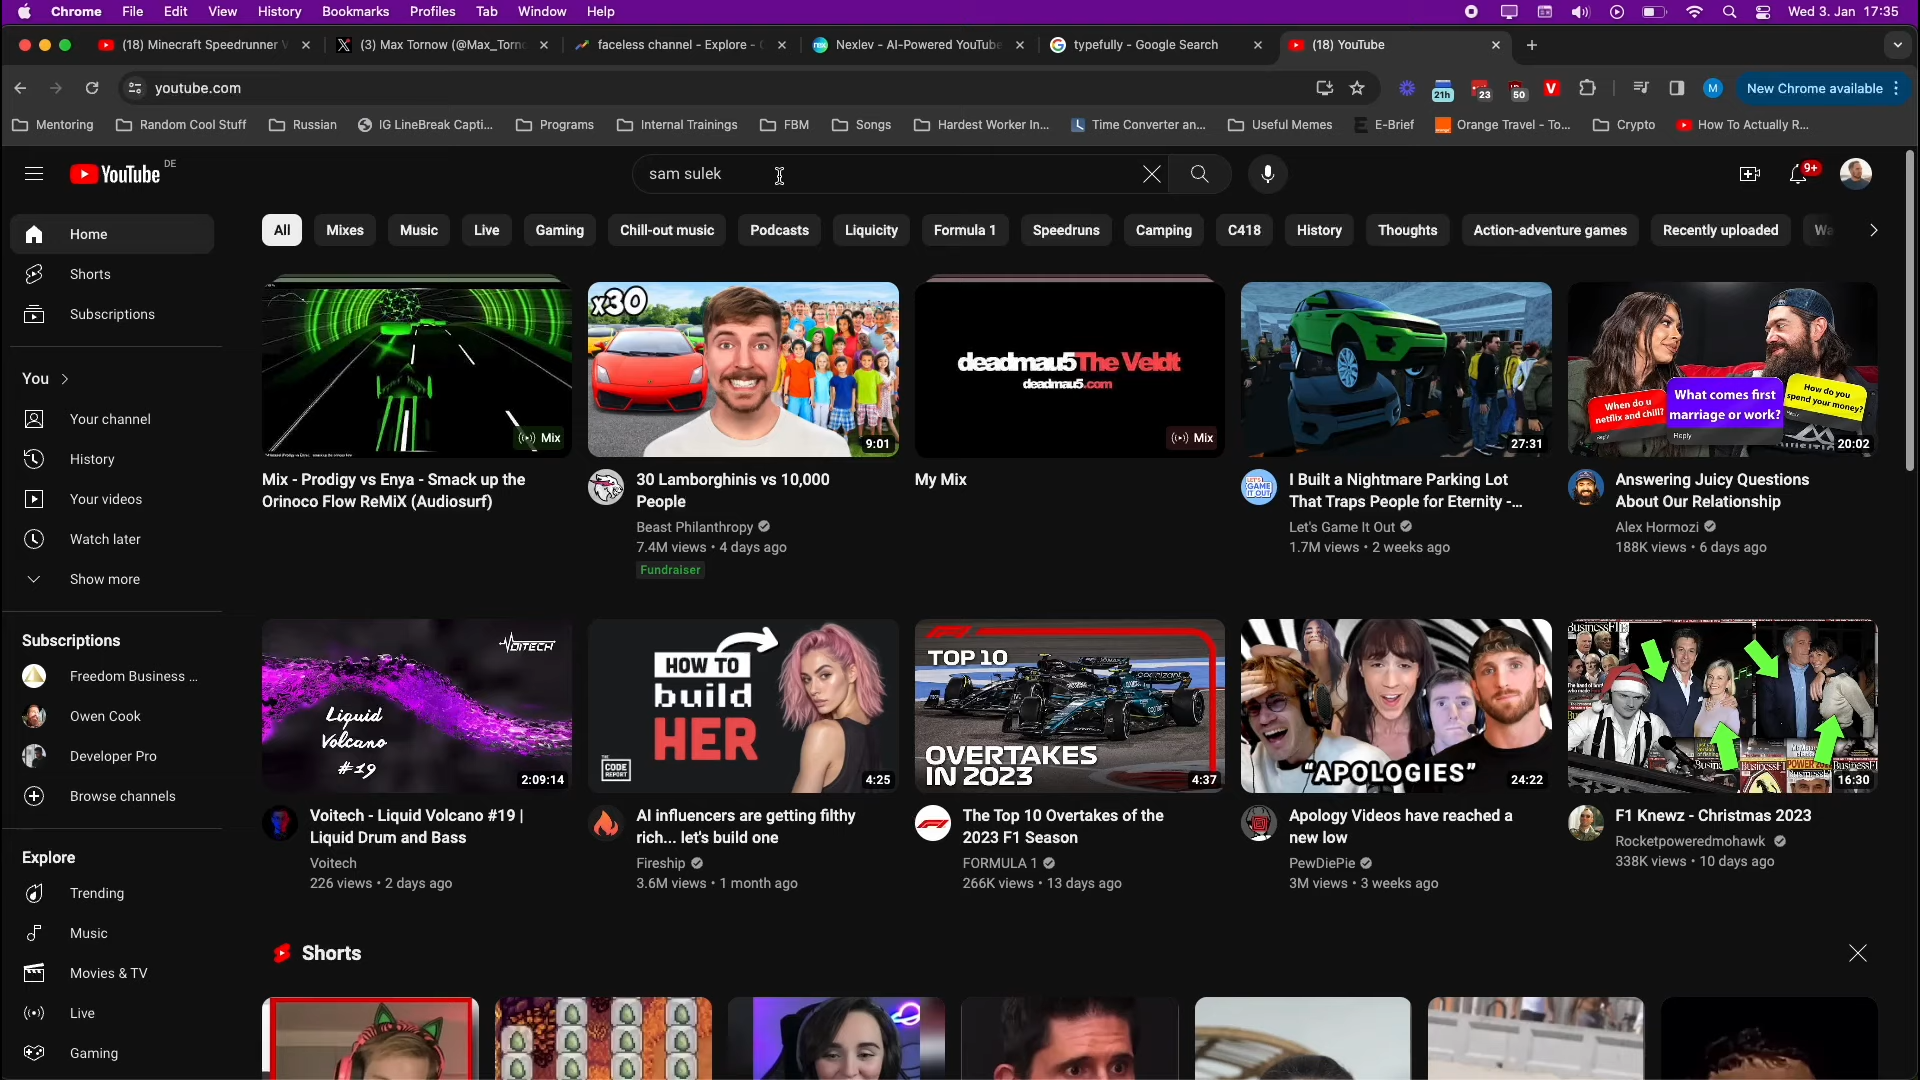 Chrome File Edit View History Bookmarks Profiles Tab Window Help Wed 3. Jan 17:35
(18) Minecraft Speedrunner (3) Max Tornow (@Max_Torn faceless channel - Explore - Nexlev - AI-Powered YouTube typefully - Google Search (18) YouTube
youtube.com 21h 23 50 V M New Chrome available
Mentoring Random Cool Stuff Russian IG LineBreak Capti... Programs Internal Trainings FBM Songs Hardest Worker In... Time Converter an... Useful Memes E-Brief Orange Travel - To... Crypto How To Actually R...
YouTube DE sam sulek 9+
All Mixes Music Live Gaming Chill-out music Podcasts Liquicity Formula 1 Speedruns Camping C418 History Thoughts Action-adventure games Recently uploaded Wa
Home
Shorts
Subscriptions
You
Your channel
History
Your videos
Watch later
Show more
Subscriptions
Freedom Business ...
Owen Cook
Developer Pro
Browse channels
Explore
Trending
Music
Movies & TV
Live
Gaming
Mix
Mix - Prodigy vs Enya - Smack up the
Orinoco Flow ReMiX (Audiosurf)
x30
9:01
30 Lamborghinis vs 10,000
People
Beast Philanthropy
7.4M views • 4 days ago
Fundraiser
deadmau5The Veldt
deadmau5.com
Mix
My Mix
27:31
LET'S
GAME
IT OUT
I Built a Nightmare Parking Lot
That Traps People for Eternity -...
Let's Game It Out
1.7M views • 2 weeks ago
When do u
netflix and chill?
Reply
What comes first
marriage or work?
Reply
How do you
spend your money?
20:02
Answering Juicy Questions
About Our Relationship
Alex Hormozi
188K views • 6 days ago
VOITECH
Liquid
Volcano
#19
2:09:14
Voitech - Liquid Volcano #19 |
Liquid Drum and Bass
Voitech
226 views • 2 days ago
HOW TO
build
HER
THE
CODE
REPORT
4:25
AI influencers are getting filthy
rich... let's build one
Fireship
3.6M views • 1 month ago
TOP 10
OVERTAKES
IN 2023
4:37
The Top 10 Overtakes of the
2023 F1 Season
FORMULA 1
266K views • 13 days ago
"APOLOGIES"
24:22
Apology Videos have reached a
new low
PewDiePie
3M views • 3 weeks ago
BusinessF1
16:30
F1 Knewz - Christmas 2023
Rocketpoweredmohawk
338K views • 10 days ago
Shorts